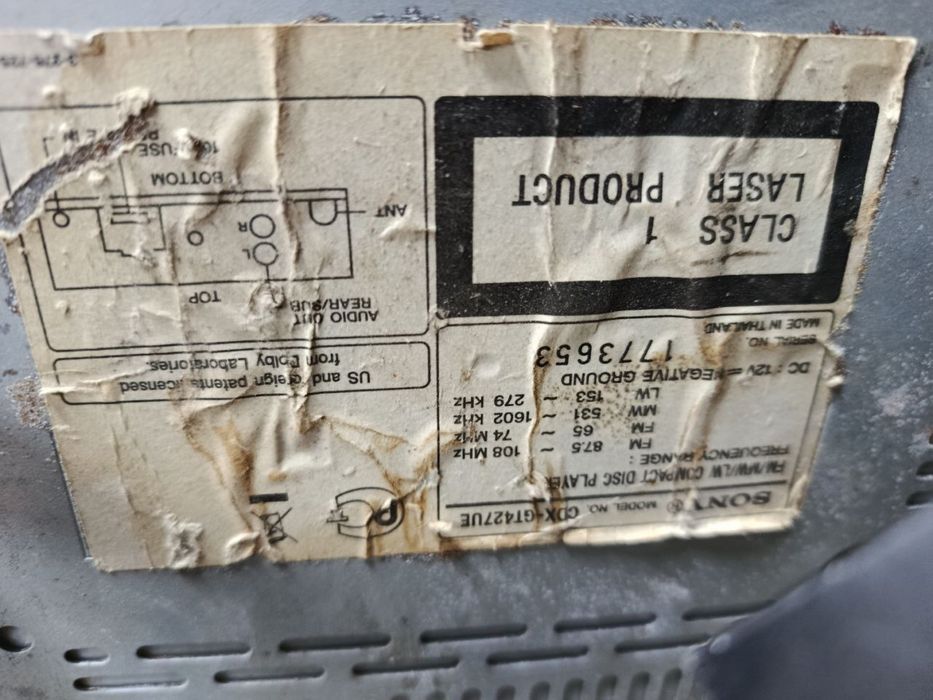 SONY® MODEL NO. CDX-GT427UE
FM/MW/LW COMPACT DISC PLAYER
FREQUENCY RANGE :
FM 87.5 ~ 108 MHz
FM 65 ~ 74 MHz
MW 531 ~ 1602 kHz
LW 153 ~ 279 kHz
DC : 12V NEGATIVE GROUND
SERIAL NO. 1773653
MADE IN THAILAND
US and foreign patents licensed
from Dolby Laboratories.
CLASS 1
LASER PRODUCT
AUDIO OUT
REAR/SUB
TOP
L
R
ANT
BOTTOM
FUSE